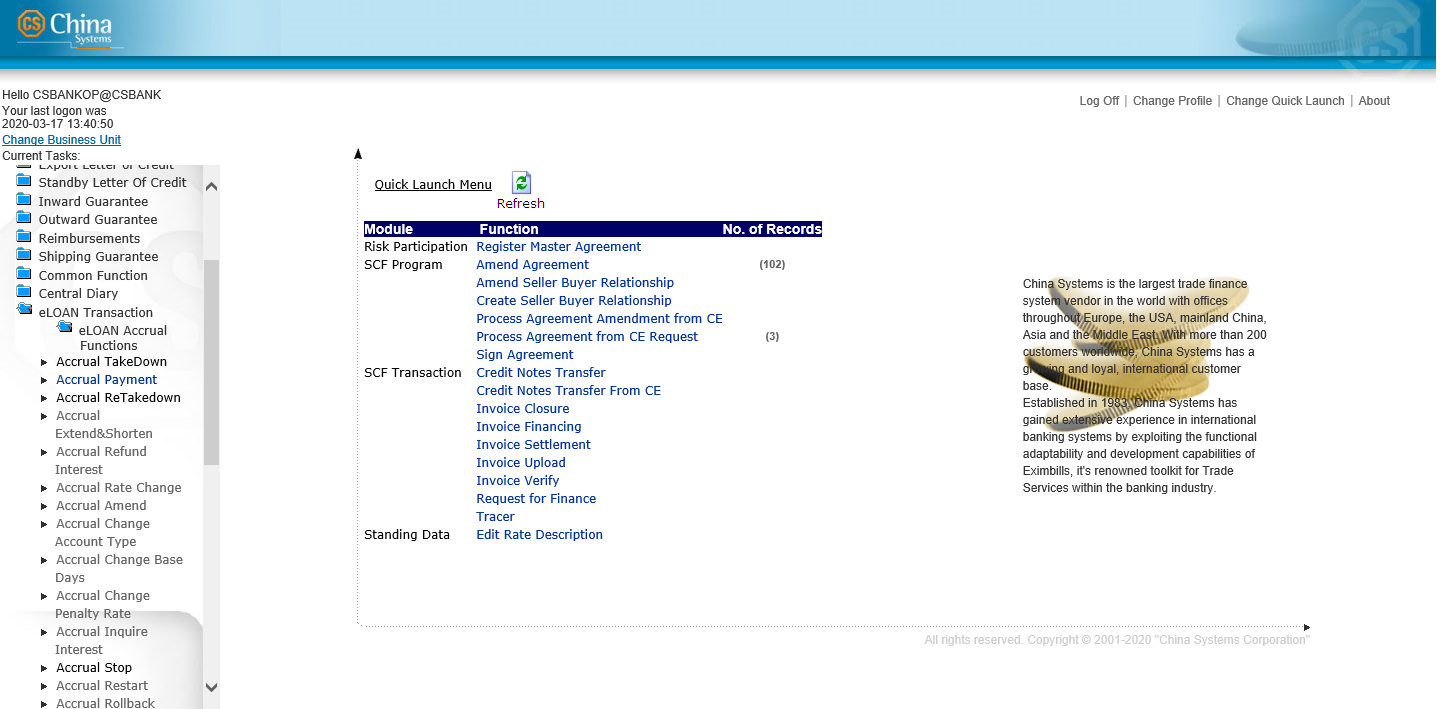 CS China
Systems
Hello CSBANKOP@CSBANK
Your last logon was
2020-03-17 13:40:50
Change Business Unit
Current Tasks:
Log Off | Change Profile | Change Quick Launch | About
Export Letter of Credit
Standby Letter Of Credit
Inward Guarantee
Outward Guarantee
Reimbursements
Shipping Guarantee
Common Function
Central Diary
eLOAN Transaction
eLOAN Accrual
Functions
Accrual TakeDown
Accrual Payment
Accrual ReTakedown
Accrual
Extend&Shorten
Accrual Refund
Interest
Accrual Rate Change
Accrual Amend
Accrual Change
Account Type
Accrual Change Base
Days
Accrual Change
Penalty Rate
Accrual Inquire
Interest
Accrual Stop
Accrual Restart
Accrual Rollback
Quick Launch Menu
Refresh
Module Function No. of Records
Risk Participation Register Master Agreement
SCF Program Amend Agreement (102)
Amend Seller Buyer Relationship
Create Seller Buyer Relationship
Process Agreement Amendment from CE
Process Agreement from CE Request (3)
Sign Agreement
SCF Transaction Credit Notes Transfer
Credit Notes Transfer From CE
Invoice Closure
Invoice Financing
Invoice Settlement
Invoice Upload
Invoice Verify
Request for Finance
Tracer
Standing Data Edit Rate Description
China Systems is the largest trade finance
system vendor in the world with offices
throughout Europe, the USA, mainland China,
Asia and the Middle East. With more than 200
customers worldwide, China Systems has a
growing and loyal, international customer
base.
Established in 1983, China Systems has
gained extensive experience in international
banking systems by exploiting the functional
adaptability and development capabilities of
Eximbills, it's renowned toolkit for Trade
Services within the banking industry.
All rights reserved. Copyright © 2001-2020 "China Systems Corporation"